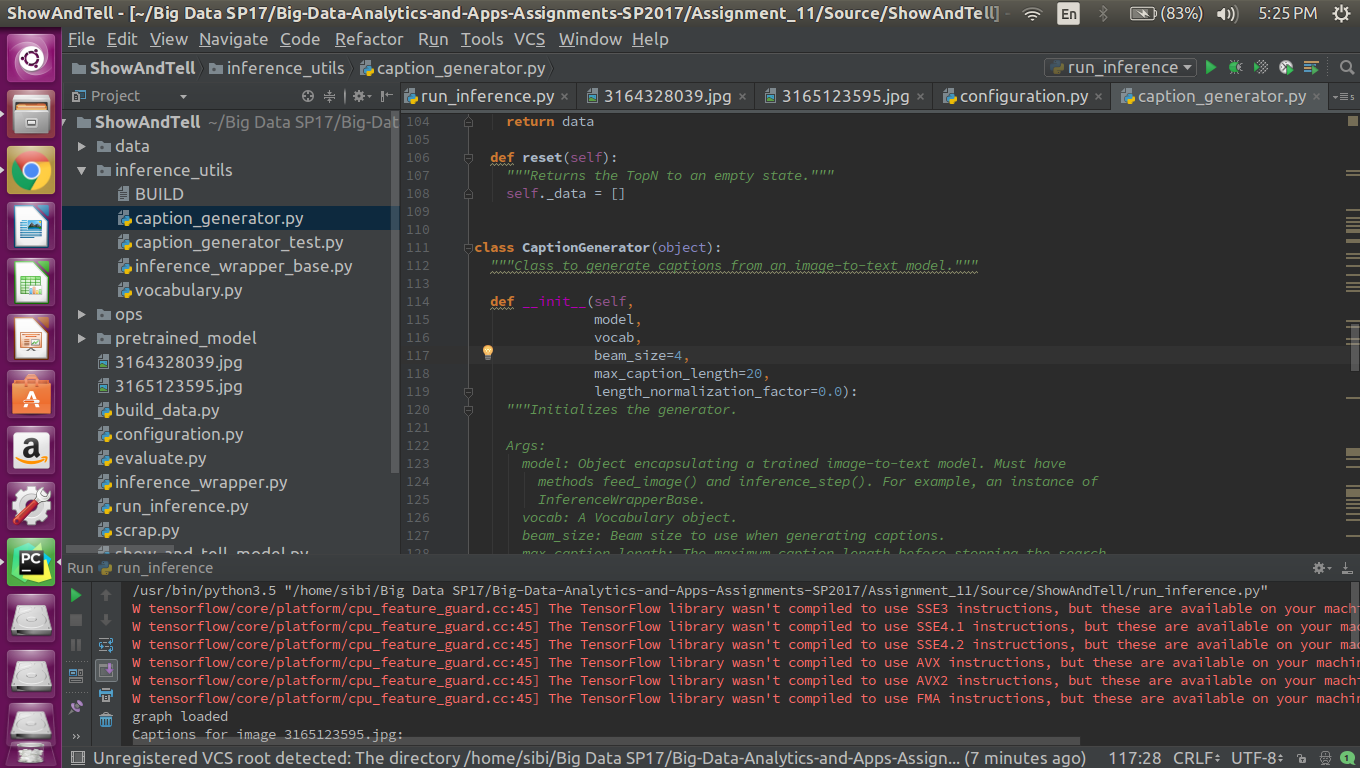 ShowAndTell - [~/Big Data SP17/Big-Data-Analytics-and-Apps-Assignments-SP2017/Assignment_11/Source/ShowAndTell]
En
(83%)
5:25 PM
File Edit View Navigate Code Refactor Run Tools VCS Window Help
ShowAndTell inference_utils caption_generator.py
run_inference
Project
run_inference.py 3164328039.jpg 3165123595.jpg configuration.py caption_generator.py
ShowAndTell ~/Big Data SP17/Big-Dat
data
inference_utils
BUILD
caption_generator.py
caption_generator_test.py
inference_wrapper_base.py
vocabulary.py
ops
pretrained_model
3164328039.jpg
3165123595.jpg
build_data.py
configuration.py
evaluate.py
inference_wrapper.py
run_inference.py
scrap.py
show_and_tell_model.py
104 return data
105
106 def reset(self):
107 """Returns the TopN to an empty state."""
108 self._data = []
109
110
111 class CaptionGenerator(object):
112 """Class to generate captions from an image-to-text model."""
113
114 def __init__(self,
115 model,
116 vocab,
117 beam_size=4,
118 max_caption_length=20,
119 length_normalization_factor=0.0):
120 """Initializes the generator.
121
122 Args:
123 model: Object encapsulating a trained image-to-text model. Must have
124 methods feed_image() and inference_step(). For example, an instance of
125 InferenceWrapperBase.
126 vocab: A Vocabulary object.
127 beam_size: Beam size to use when generating captions.
128 max_caption_length: The maximum caption length before stopping the search.
Run run_inference
/usr/bin/python3.5 "/home/sibi/Big Data SP17/Big-Data-Analytics-and-Apps-Assignments-SP2017/Assignment_11/Source/ShowAndTell/run_inference.py"
W tensorflow/core/platform/cpu_feature_guard.cc:45] The TensorFlow library wasn't compiled to use SSE3 instructions, but these are available on your mach
W tensorflow/core/platform/cpu_feature_guard.cc:45] The TensorFlow library wasn't compiled to use SSE4.1 instructions, but these are available on your ma
W tensorflow/core/platform/cpu_feature_guard.cc:45] The TensorFlow library wasn't compiled to use SSE4.2 instructions, but these are available on your ma
W tensorflow/core/platform/cpu_feature_guard.cc:45] The TensorFlow library wasn't compiled to use AVX instructions, but these are available on your machi
W tensorflow/core/platform/cpu_feature_guard.cc:45] The TensorFlow library wasn't compiled to use AVX2 instructions, but these are available on your mach
W tensorflow/core/platform/cpu_feature_guard.cc:45] The TensorFlow library wasn't compiled to use FMA instructions, but these are available on your machi
graph loaded
Captions for image 3165123595.jpg:
Unregistered VCS root detected: The directory /home/sibi/Big Data SP17/Big-Data-Analytics-and-Apps-Assign... (7 minutes ago)
117:28 CRLF UTF-8
1